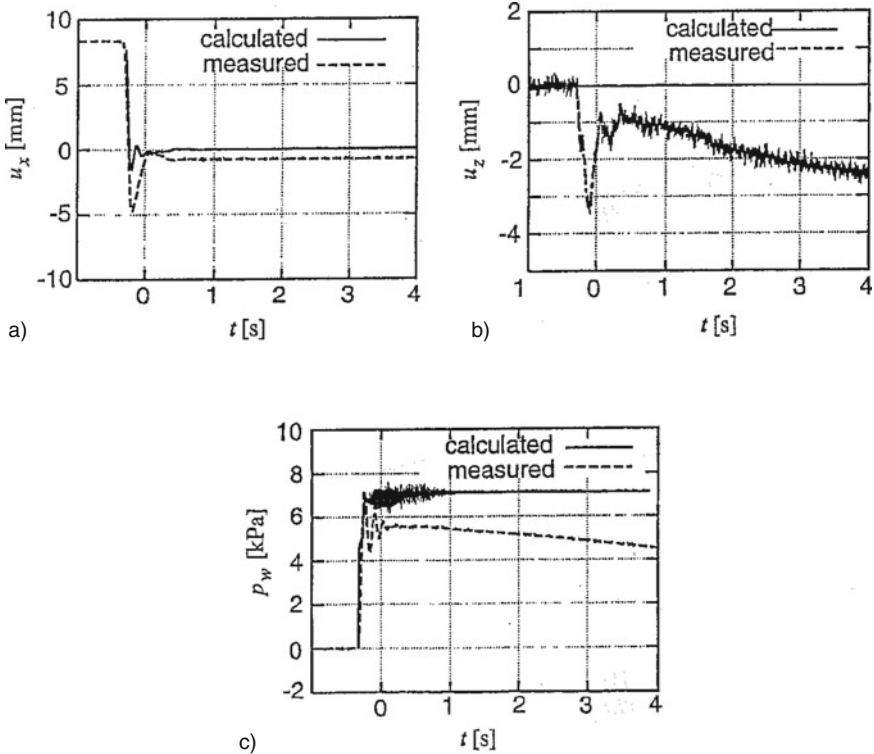 10
calculated
measured
5
0
-5
-10
u_x [mm]
0 1 2 3 4
t [s]
a)
2
calculated
measured
0
-2
-4
u_z [mm]
1 0 1 2 3 4
t [s]
b)
10
calculated
measured
8
6
4
2
0
-2
p_w [kPa]
0 1 2 3 4
t [s]
c)